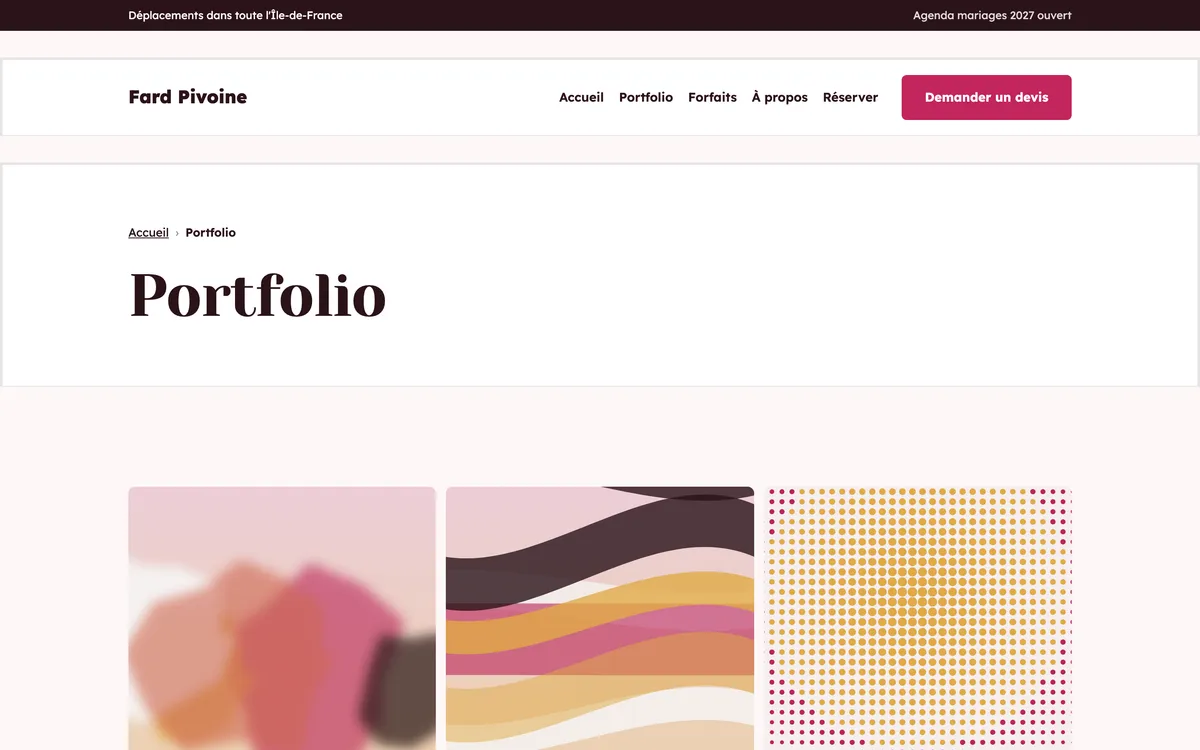 Déplacements dans toute l'Île-de-France
Agenda mariages 2027 ouvert
Fard Pivoine
Accueil
Portfolio
Forfaits
À propos
Réserver
Demander un devis
Accueil › Portfolio
Portfolio